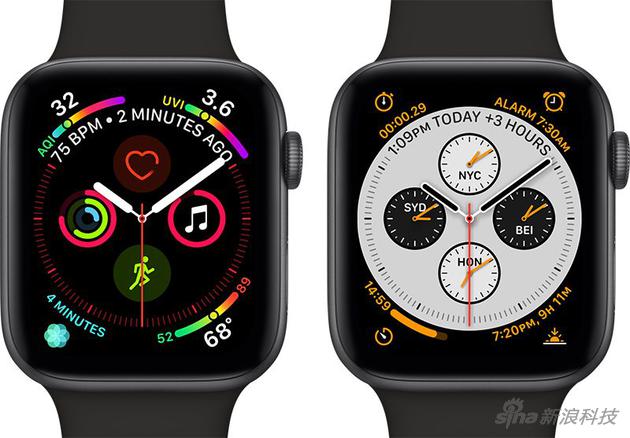 32
AQI
UVI
3.6
75 BPM • 2 MINUTES AGO
4 MINUTES
52
68°
89
00:00.29
ALARM 7:30AM
1:09PM TODAY +3 HOURS
NYC
SYD
BEI
HON
14:59
7:20PM, 9H 11M
sina 新浪科技